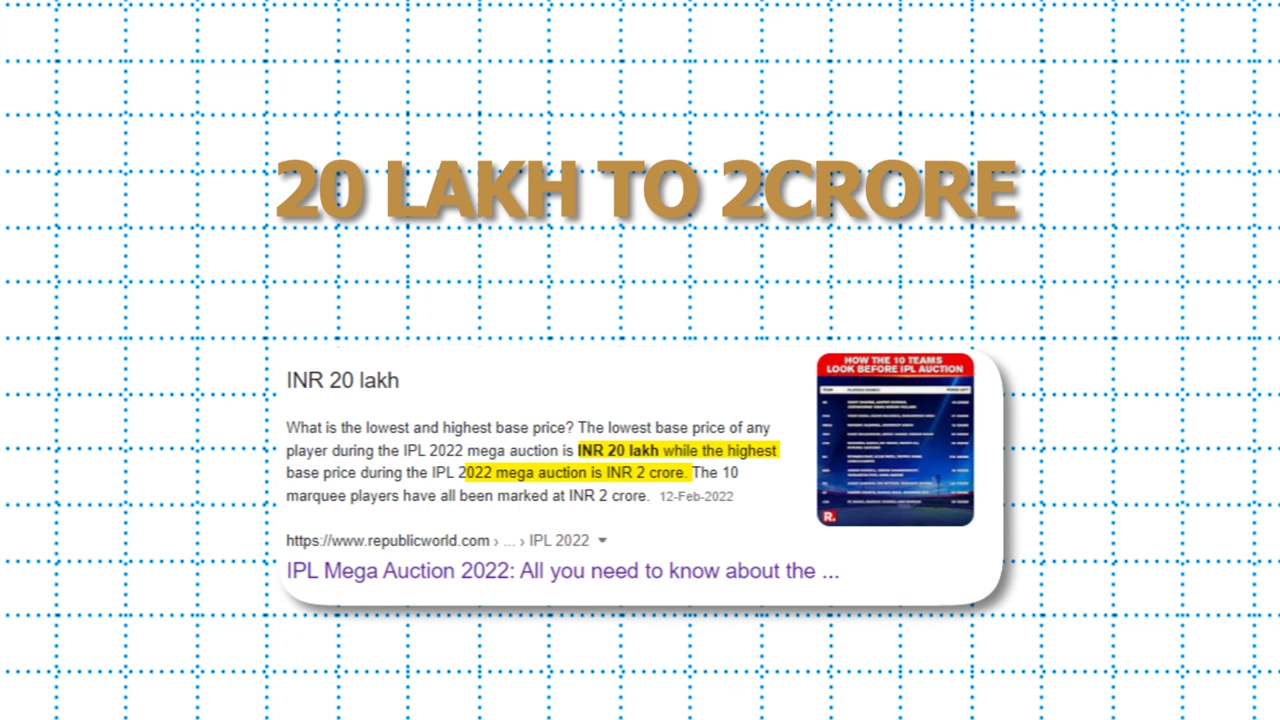 20 LAKH TO 2CRORE
HOW THE 10 TEAMS
LOOK BEFORE IPL AUCTION
INR 20 lakh
What is the lowest and highest base price? The lowest base price of any
player during the IPL 2022 mega auction is INR 20 lakh while the highest
base price during the IPL 2022 mega auction is INR 2 crore. The 10
marquee players have all been marked at INR 2 crore. 12-Feb-2022
R.
https://www.republicworld.com › ... › IPL 2022
IPL Mega Auction 2022: All you need to know about the ...